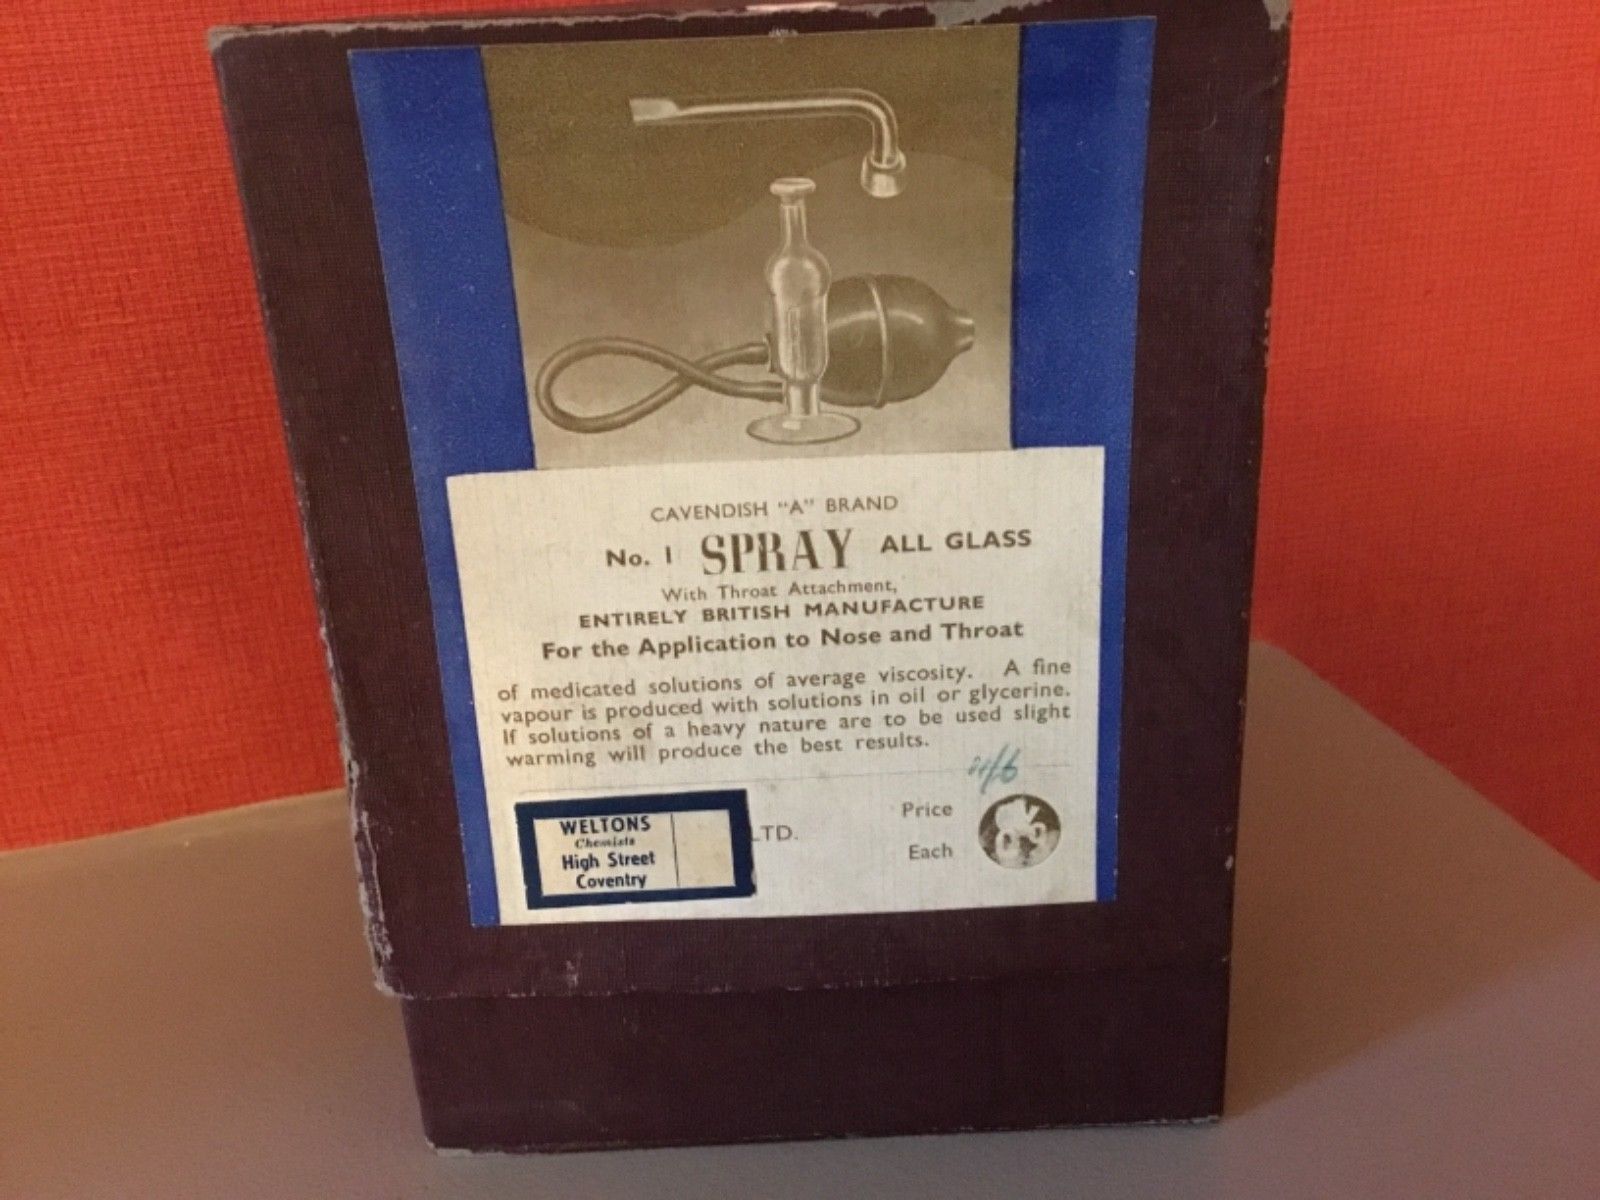 CAVENDISH "A" BRAND
No. 1 SPRAY ALL GLASS
With Throat Attachment,
ENTIRELY BRITISH MANUFACTURE
For the Application to Nose and Throat
of medicated solutions of average viscosity. A fine
vapour is produced with solutions in oil or glycerine.
If solutions of a heavy nature are to be used slight
warming will produce the best results.
WELTONS
Chemists
High Street
Coventry
LTD.
Price
Each